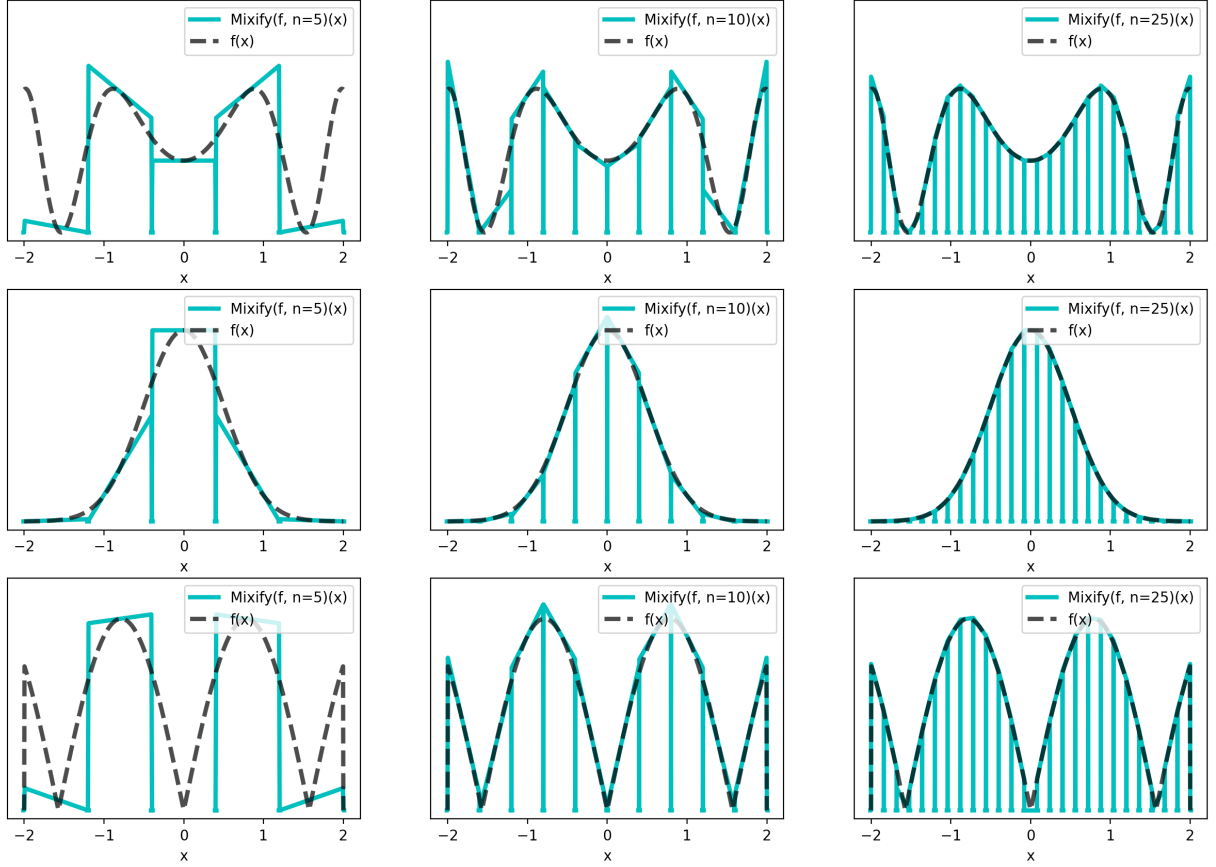 Mixify(f, n=5)(x)
f(x)
Mixify(f, n=10)(x)
f(x)
Mixify(f, n=25)(x)
f(x)
−2 −1 0 1 2
x
−2 −1 0 1 2
x
−2 −1 0 1 2
x
Mixify(f, n=5)(x)
f(x)
Mixify(f, n=10)(x)
f(x)
Mixify(f, n=25)(x)
f(x)
−2 −1 0 1 2
x
−2 −1 0 1 2
x
−2 −1 0 1 2
x
Mixify(f, n=5)(x)
f(x)
Mixify(f, n=10)(x)
f(x)
Mixify(f, n=25)(x)
f(x)
−2 −1 0 1 2
x
−2 −1 0 1 2
x
−2 −1 0 1 2
x